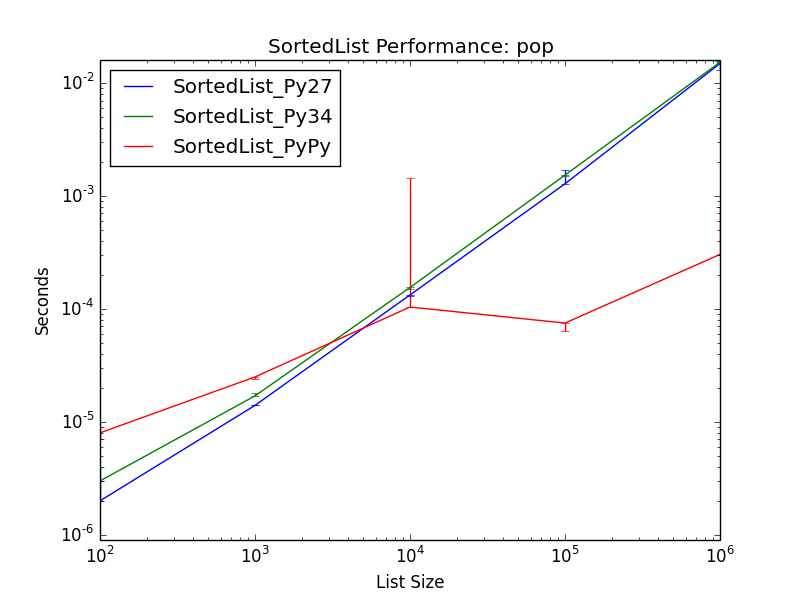 SortedList Performance: pop
SortedList_Py27
SortedList_Py34
SortedList_PyPy
Seconds
10^-2
10^-3
10^-4
10^-5
10^-6
10^2 10^3 10^4 10^5 10^6
List Size